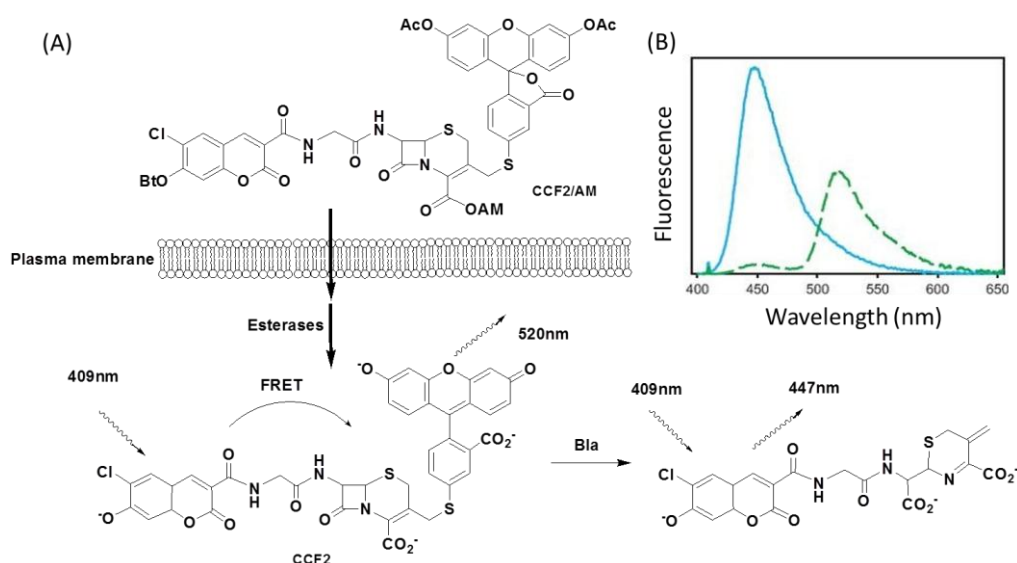 (A)
(B)
AcO
O
OAc
O
O
Cl
O
N
H
O
H
N
S
O
N
S
BtO
O
O
O
OAM
CCF2/AM
Plasma membrane
Esterases
409nm
FRET
520nm
-O
O
O
CO2-
Cl
O
N
H
O
H
N
S
O
N
S
-O
O
O
CO2-
CCF2
Bla
409nm
447nm
Cl
O
N
H
O
H
N
S
N
CO2-
CO2-
-O
O
O
Fluorescence
400 450 500 550 600 650
Wavelength (nm)